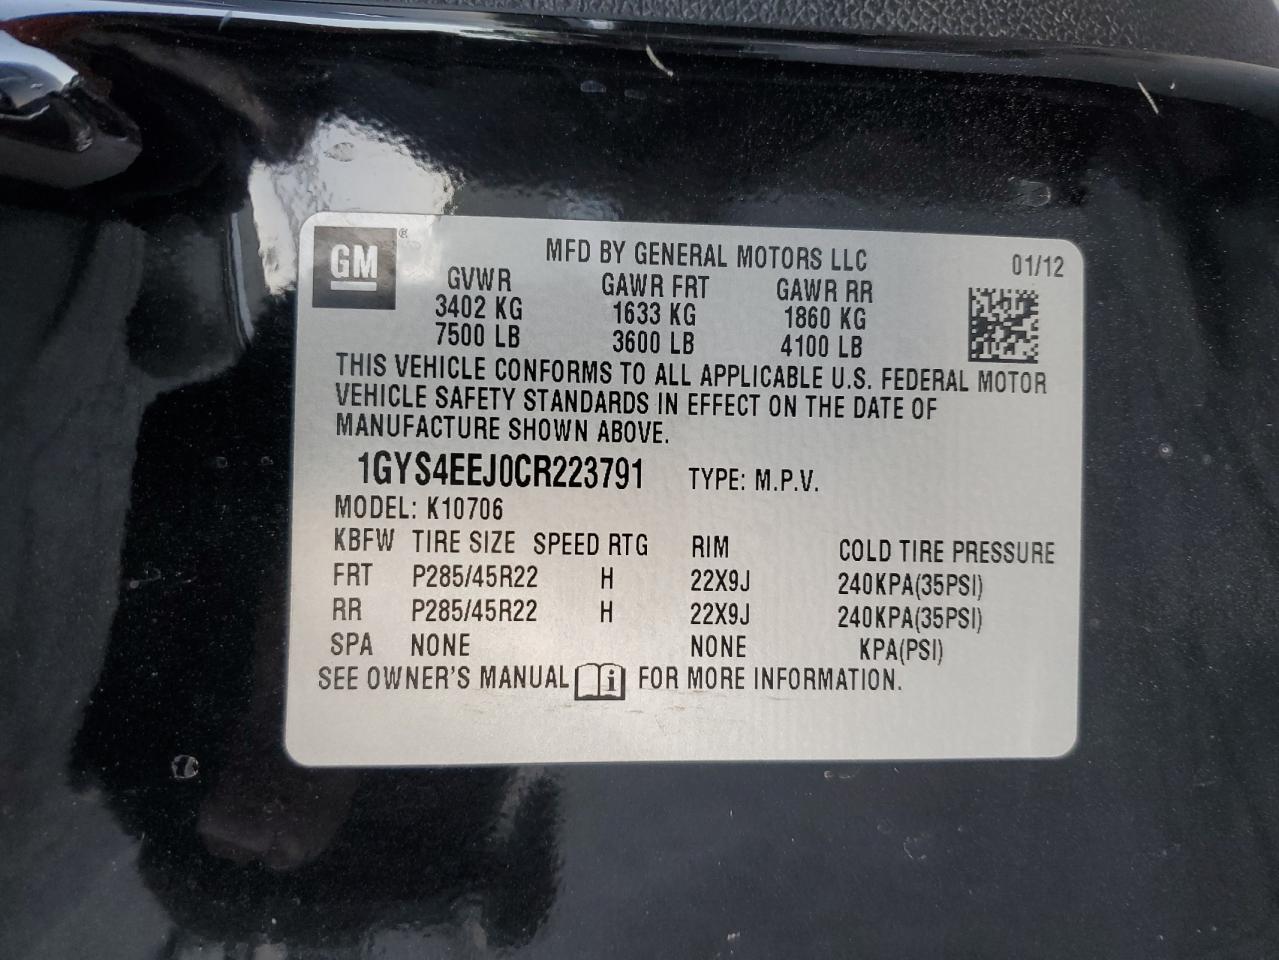 GM®
MFD BY GENERAL MOTORS LLC 01/12
GVWR GAWR FRT GAWR RR
3402 KG 1633 KG 1860 KG
7500 LB 3600 LB 4100 LB
THIS VEHICLE CONFORMS TO ALL APPLICABLE U.S. FEDERAL MOTOR
VEHICLE SAFETY STANDARDS IN EFFECT ON THE DATE OF
MANUFACTURE SHOWN ABOVE.
1GYS4EEJ0CR223791 TYPE: M.P.V.
MODEL: K10706
KBFW TIRE SIZE SPEED RTG RIM COLD TIRE PRESSURE
FRT P285/45R22 H 22X9J 240KPA(35PSI)
RR P285/45R22 H 22X9J 240KPA(35PSI)
SPA NONE NONE KPA(PSI)
SEE OWNER'S MANUAL i FOR MORE INFORMATION.